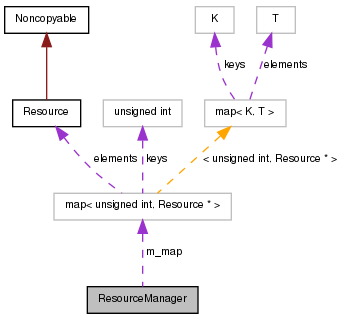 Noncopyable
K
T
keys
elements
Resource
unsigned int
map< K, T >
elements
keys
< unsigned int, Resource * >
map< unsigned int, Resource * >
m_map
ResourceManager